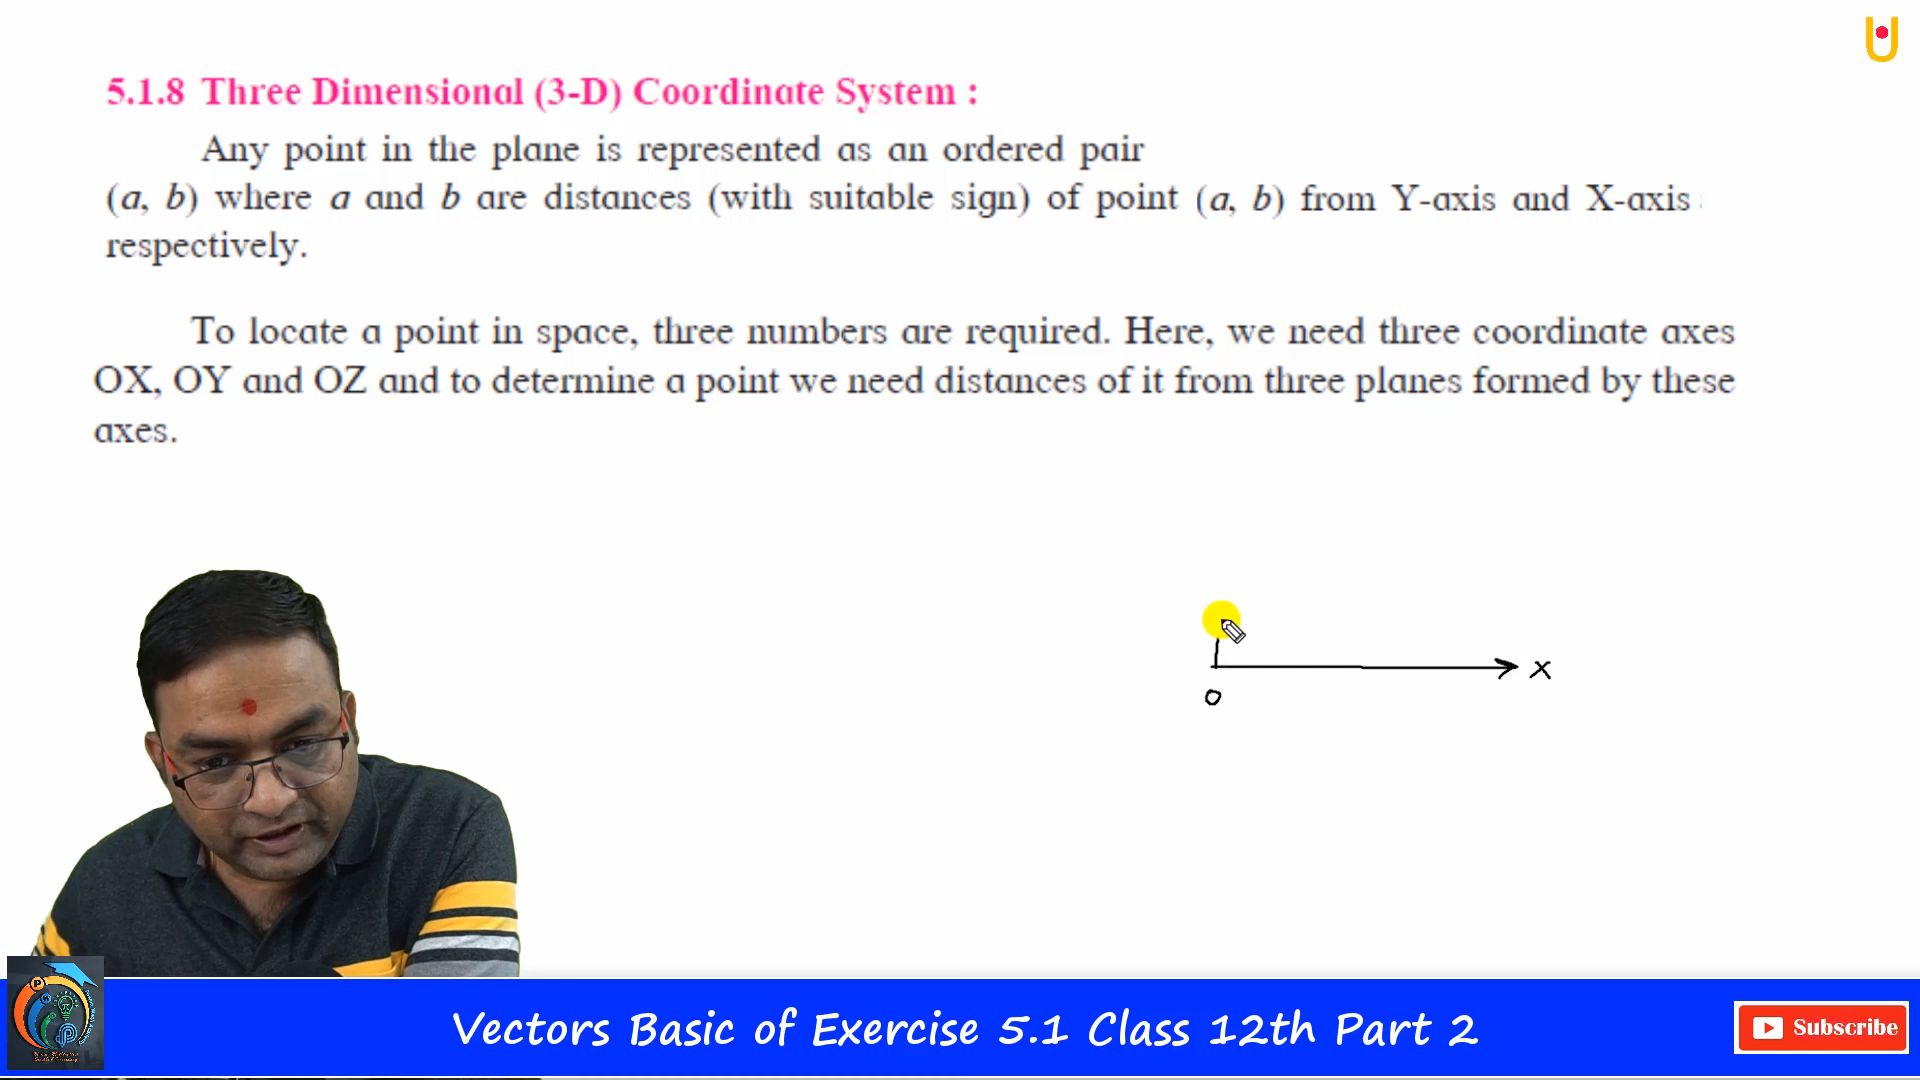 5.1.8 Three Dimensional (3-D) Coordinate System :
Any point in the plane is represented as an ordered pair
(a, b) where a and b are distances (with suitable sign) of point (a, b) from Y-axis and X-axis
respectively.
To locate a point in space, three numbers are required. Here, we need three coordinate axes
OX, OY and OZ and to determine a point we need distances of it from three planes formed by these
axes.
X
O
Vectors Basic of Exercise 5.1 Class 12th Part 2
Subscribe